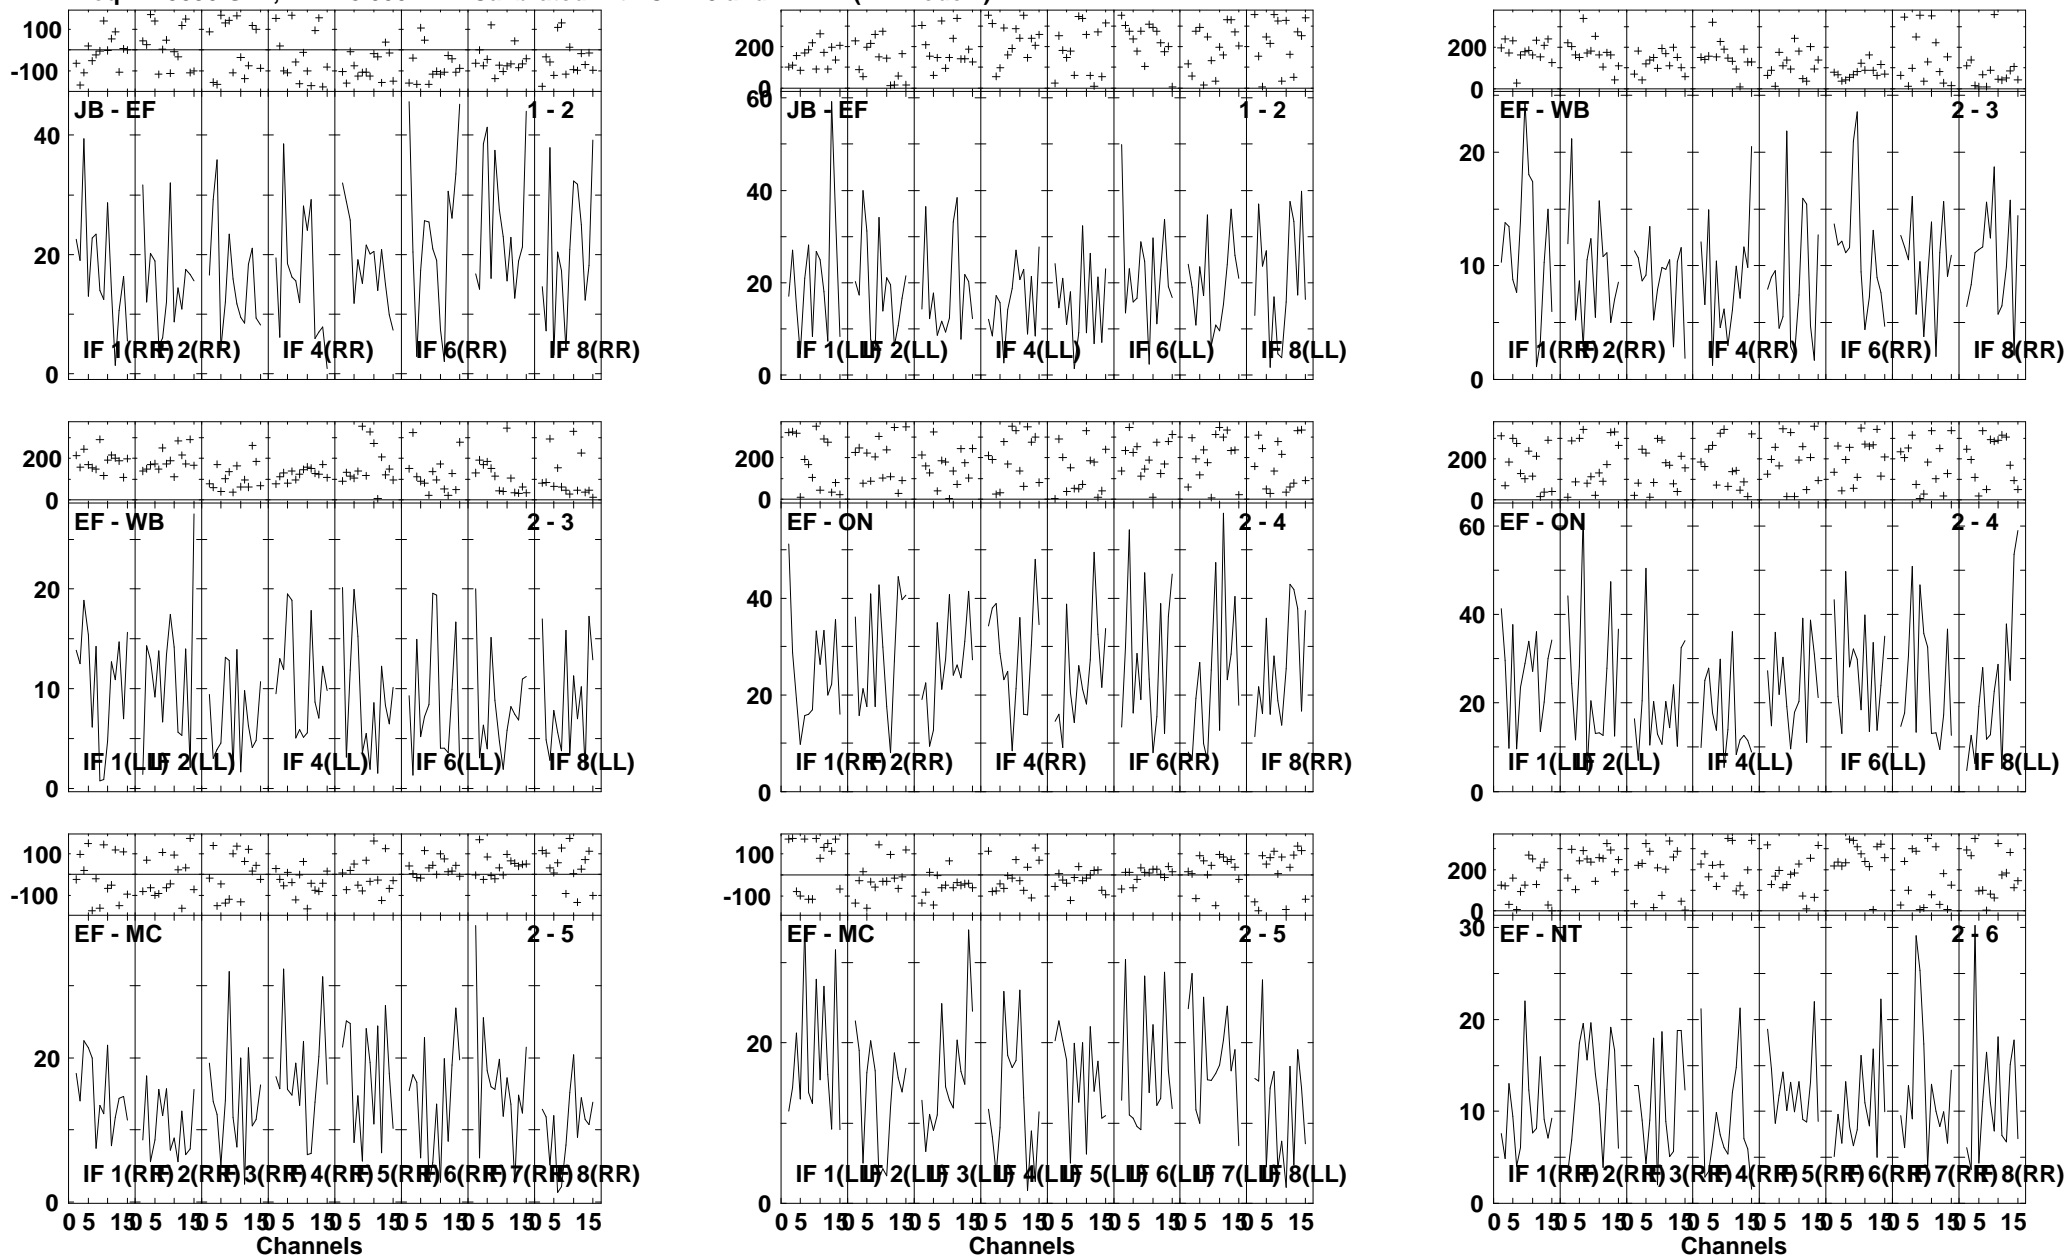 100
-100
JB - EF 1 - 2
40
20
0
IF 1(RR) IF 2(RR) IF 4(RR) IF 6(RR) IF 8(RR)
200
0
60
JB - EF 1 - 2
40
20
0
IF 1(LL) IF 2(LL) IF 4(LL) IF 6(LL) IF 8(LL)
200
0
EF - WB 2 - 3
20
10
0
IF 1(RR) IF 2(RR) IF 4(RR) IF 6(RR) IF 8(RR)
200
0
EF - WB 2 - 3
20
10
0
IF 1(LL) IF 2(LL) IF 4(LL) IF 6(LL) IF 8(LL)
200
0
EF - ON 2 - 4
40
20
0
IF 1(RR) IF 2(RR) IF 4(RR) IF 6(RR) IF 8(RR)
200
0
60
EF - ON 2 - 4
40
20
0
IF 1(LL) IF 2(LL) IF 4(LL) IF 6(LL) IF 8(LL)
100
-100
EF - MC 2 - 5
20
0
IF 1(RR) IF 2(RR) IF 3(RR) IF 4(RR) IF 5(RR) IF 6(RR) IF 7(RR) IF 8(RR)
0 5 15 0 5 15 0 5 15 0 5 15 0 5 15 0 5 15 0 5 15 0 5 15
Channels
100
-100
EF - MC 2 - 5
20
0
IF 1(LL) IF 2(LL) IF 3(LL) IF 4(LL) IF 5(LL) IF 6(LL) IF 7(LL) IF 8(LL)
0 5 15 0 5 15 0 5 15 0 5 15 0 5 15 0 5 15 0 5 15 0 5 15
Channels
200
0
30
EF - NT 2 - 6
20
10
0
IF 1(RR) IF 2(RR) IF 3(RR) IF 4(RR) IF 5(RR) IF 6(RR) IF 7(RR) IF 8(RR)
0 5 15 0 5 15 0 5 15 0 5 15 0 5 15 0 5 15 0 5 15 0 5 15
Channels